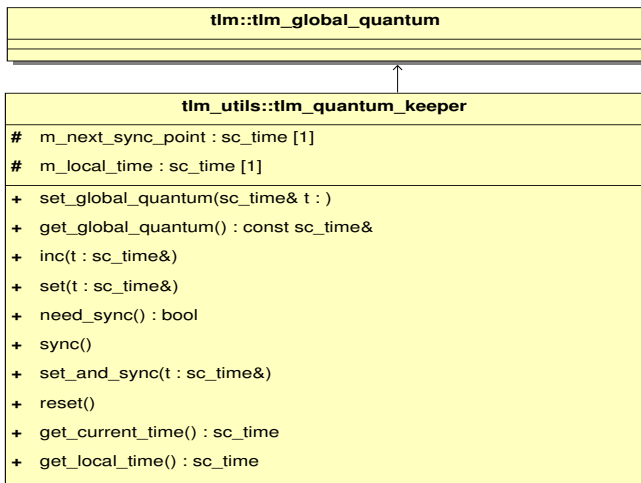 tlm::tlm_global_quantum
tlm_utils::tlm_quantum_keeper
# m_next_sync_point : sc_time [1]
# m_local_time : sc_time [1]
+ set_global_quantum(sc_time& t : )
+ get_global_quantum() : const sc_time&
+ inc(t : sc_time&)
+ set(t : sc_time&)
+ need_sync() : bool
+ sync()
+ set_and_sync(t : sc_time&)
+ reset()
+ get_current_time() : sc_time
+ get_local_time() : sc_time